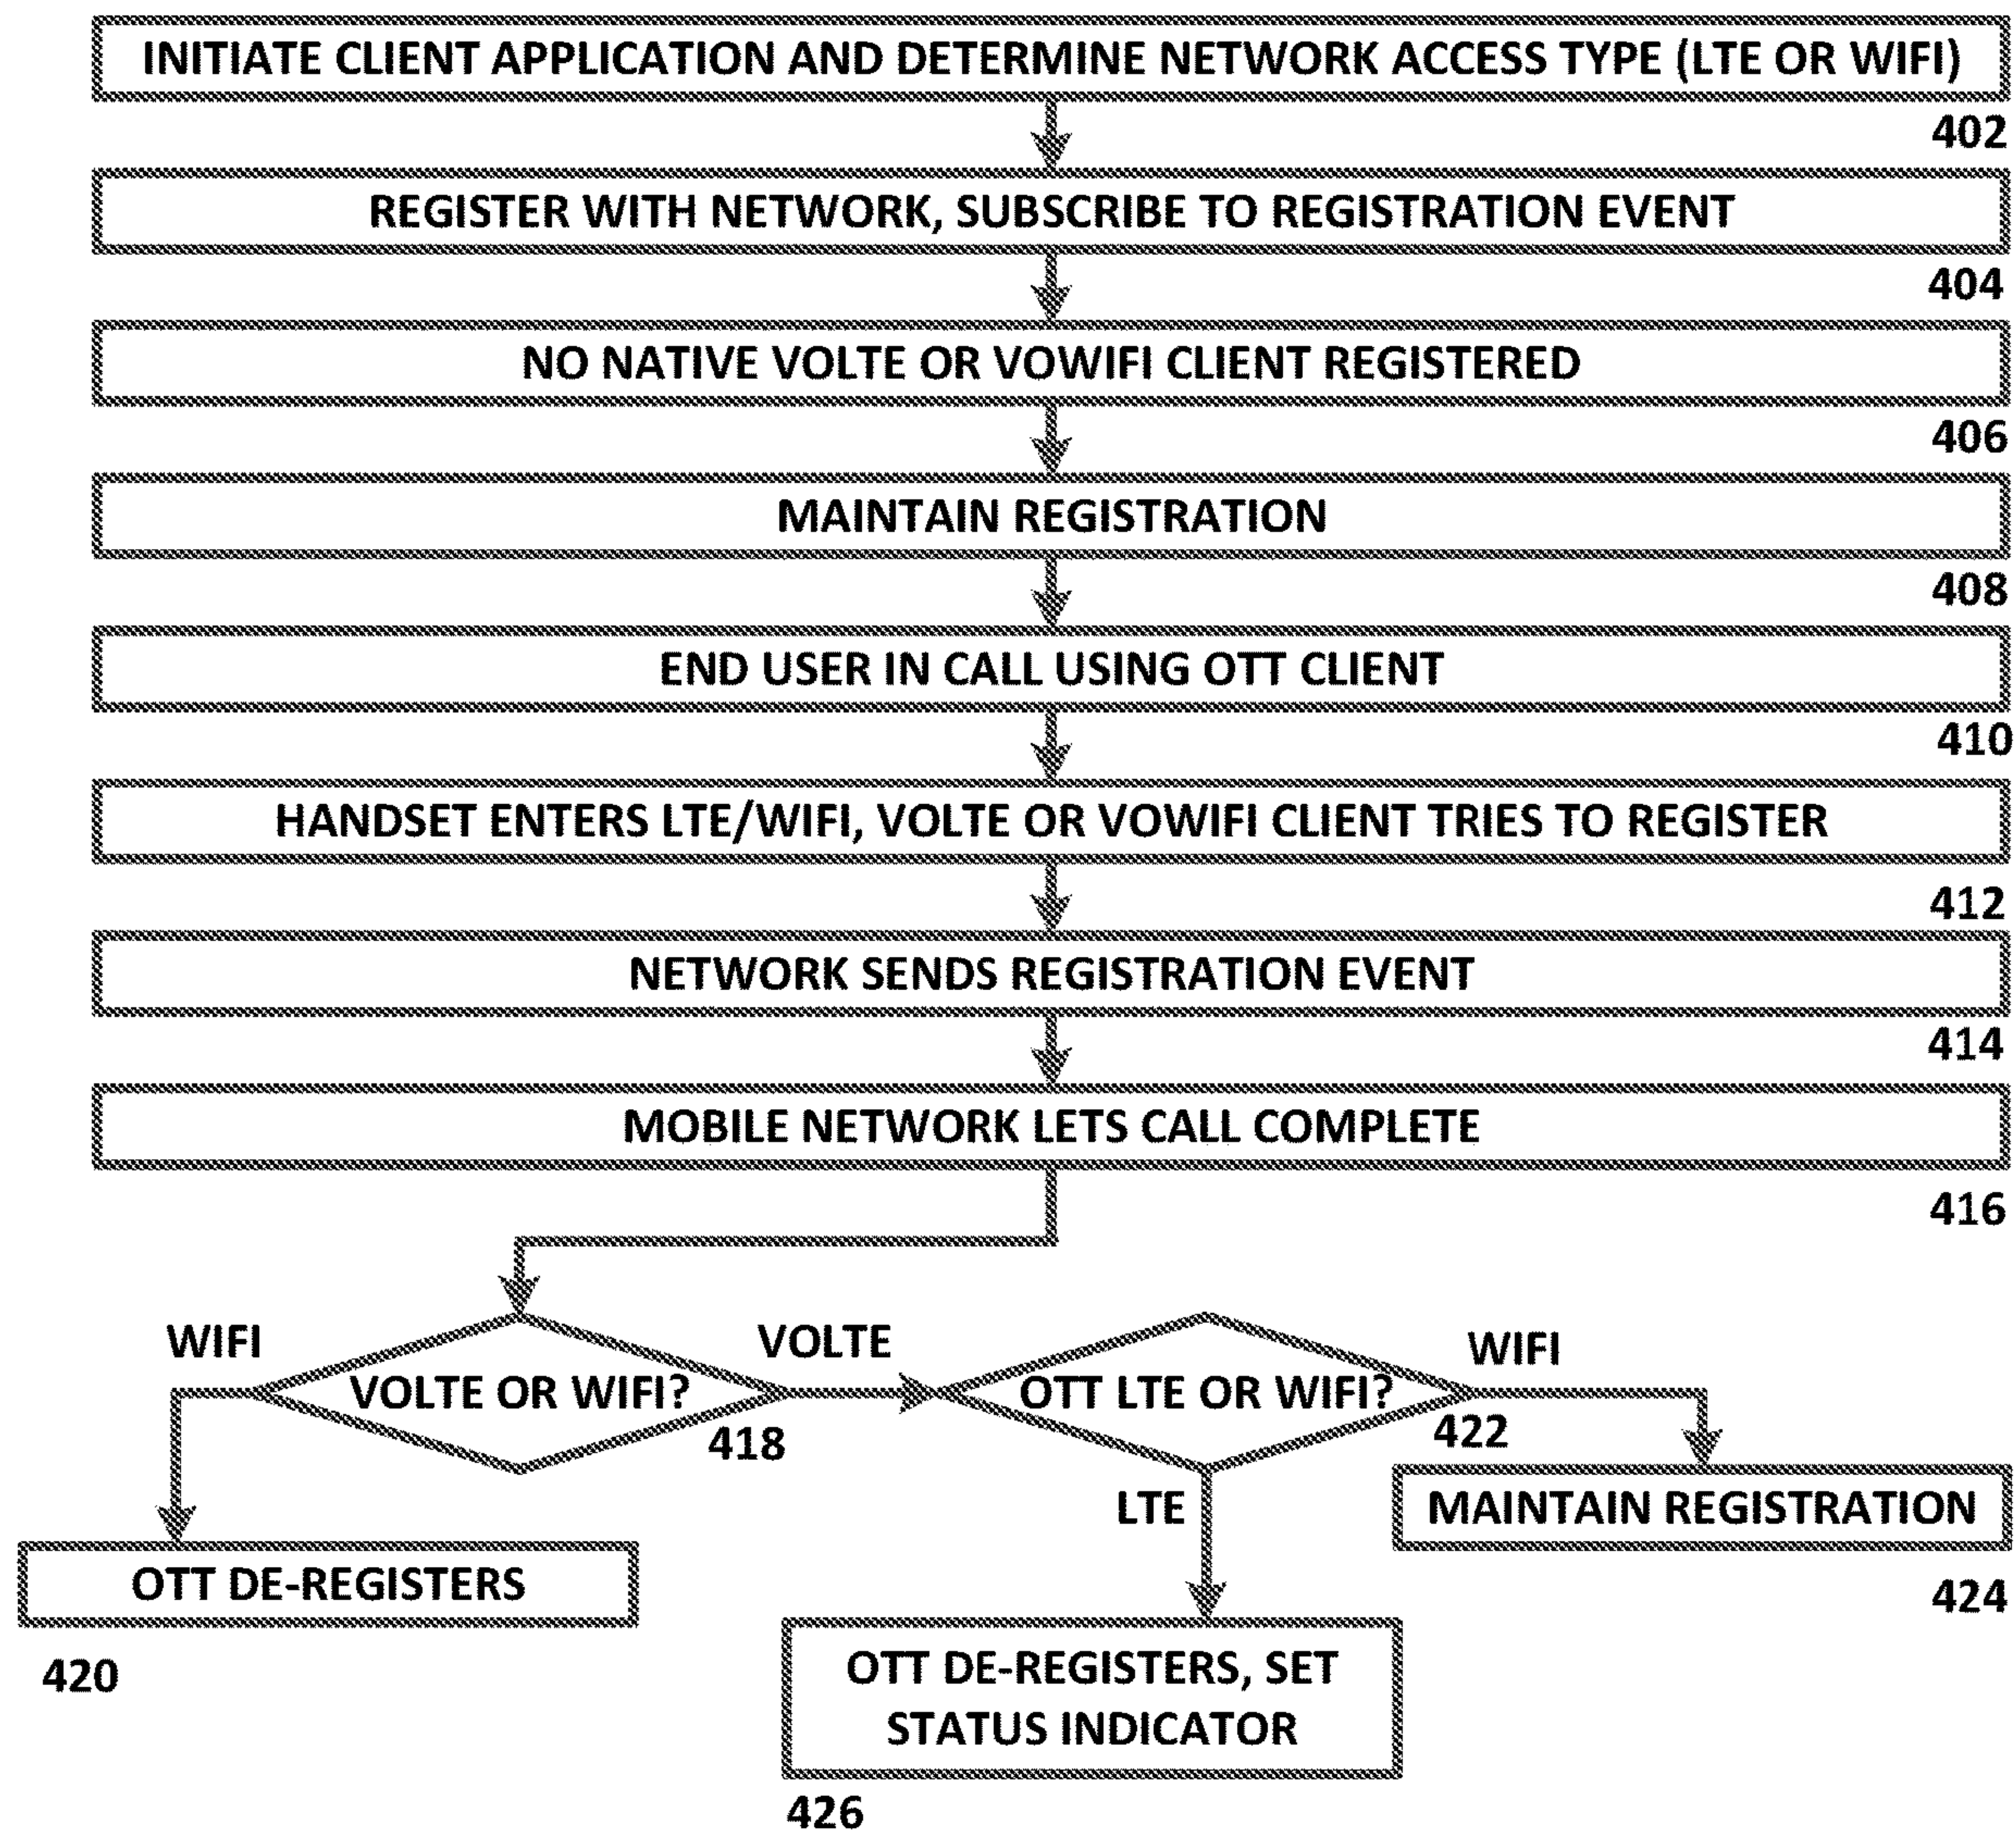 INITIATE CLIENT APPLICATION AND DETERMINE NETWORK ACCESS TYPE (LTE OR WIFI)
402
REGISTER WITH NETWORK, SUBSCRIBE TO REGISTRATION EVENT
404
NO NATIVE VOLTE OR VOWIFI CLIENT REGISTERED
406
MAINTAIN REGISTRATION
408
END USER IN CALL USING OTT CLIENT
410
HANDSET ENTERS LTE/WIFI, VOLTE OR VOWIFI CLIENT TRIES TO REGISTER
412
NETWORK SENDS REGISTRATION EVENT
414
MOBILE NETWORK LETS CALL COMPLETE
416
WIFI
VOLTE OR WIFI?
418
VOLTE
OTT LTE OR WIFI?
422
WIFI
LTE
MAINTAIN REGISTRATION
424
OTT DE-REGISTERS
420
OTT DE-REGISTERS, SET
STATUS INDICATOR
426